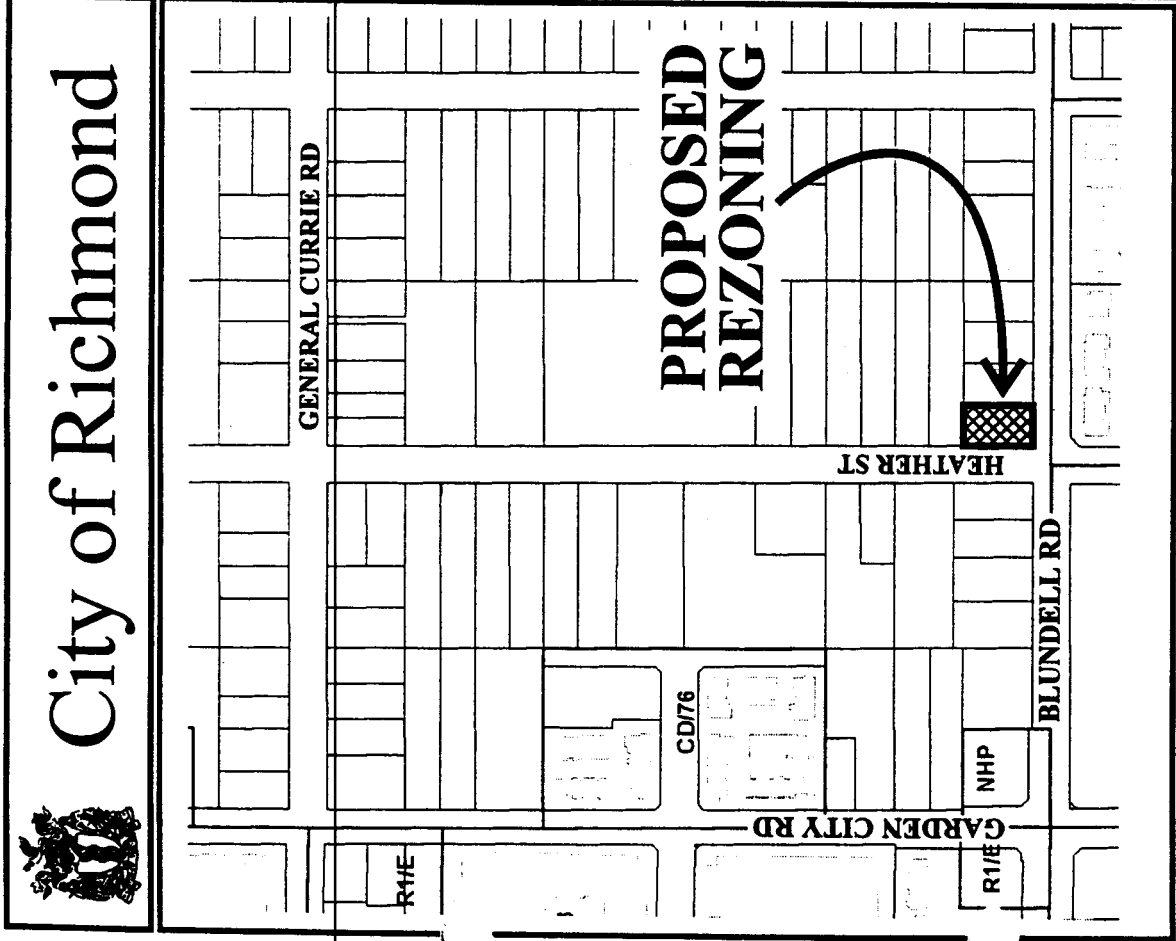 City of Richmond
GENERAL CURRIE RD
PROPOSED
REZONING
HEATHER ST
BLUNDELL RD
CD/76
NHP
GARDEN CITY RD
R1/E
R1/E